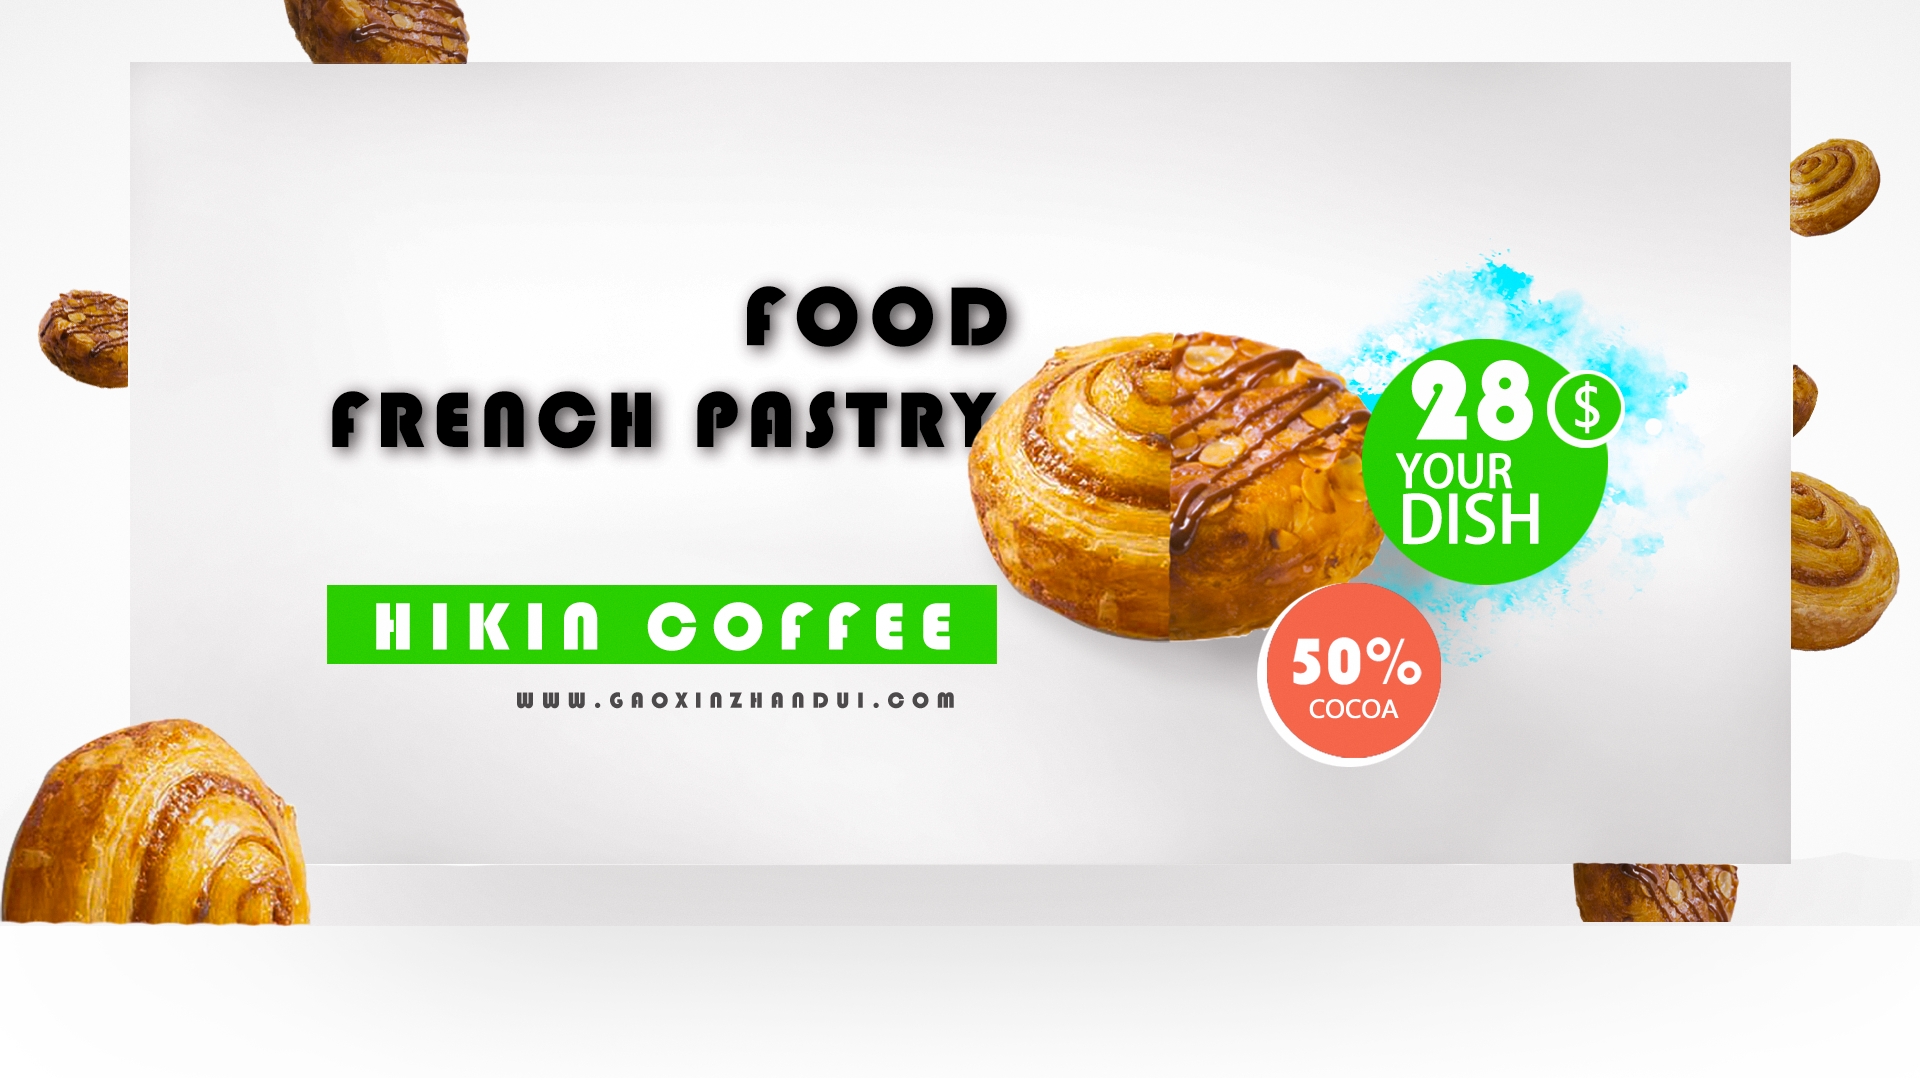 FOOD
FRENCH PASTRY
HIKIN COFFEE
WWW.GAOXINZHANDUI.COM
28 $
YOUR
DISH
50%
COCOA